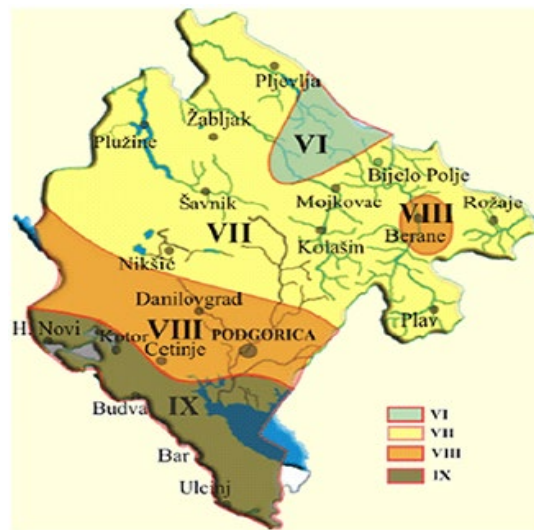 Pljevlja
Žabljak
Plužine
VI
Bijelo Polje
Mojkovac
Šavnik
VIII
Rožaje
VII
Berane
Kolašin
Nikšić
Danilovgrad
Plav
H. Novi
Kotor
VIII
PODGORICA
Cetinje
IX
Budva
Bar
Ulcinj
VI
VII
VIII
IX